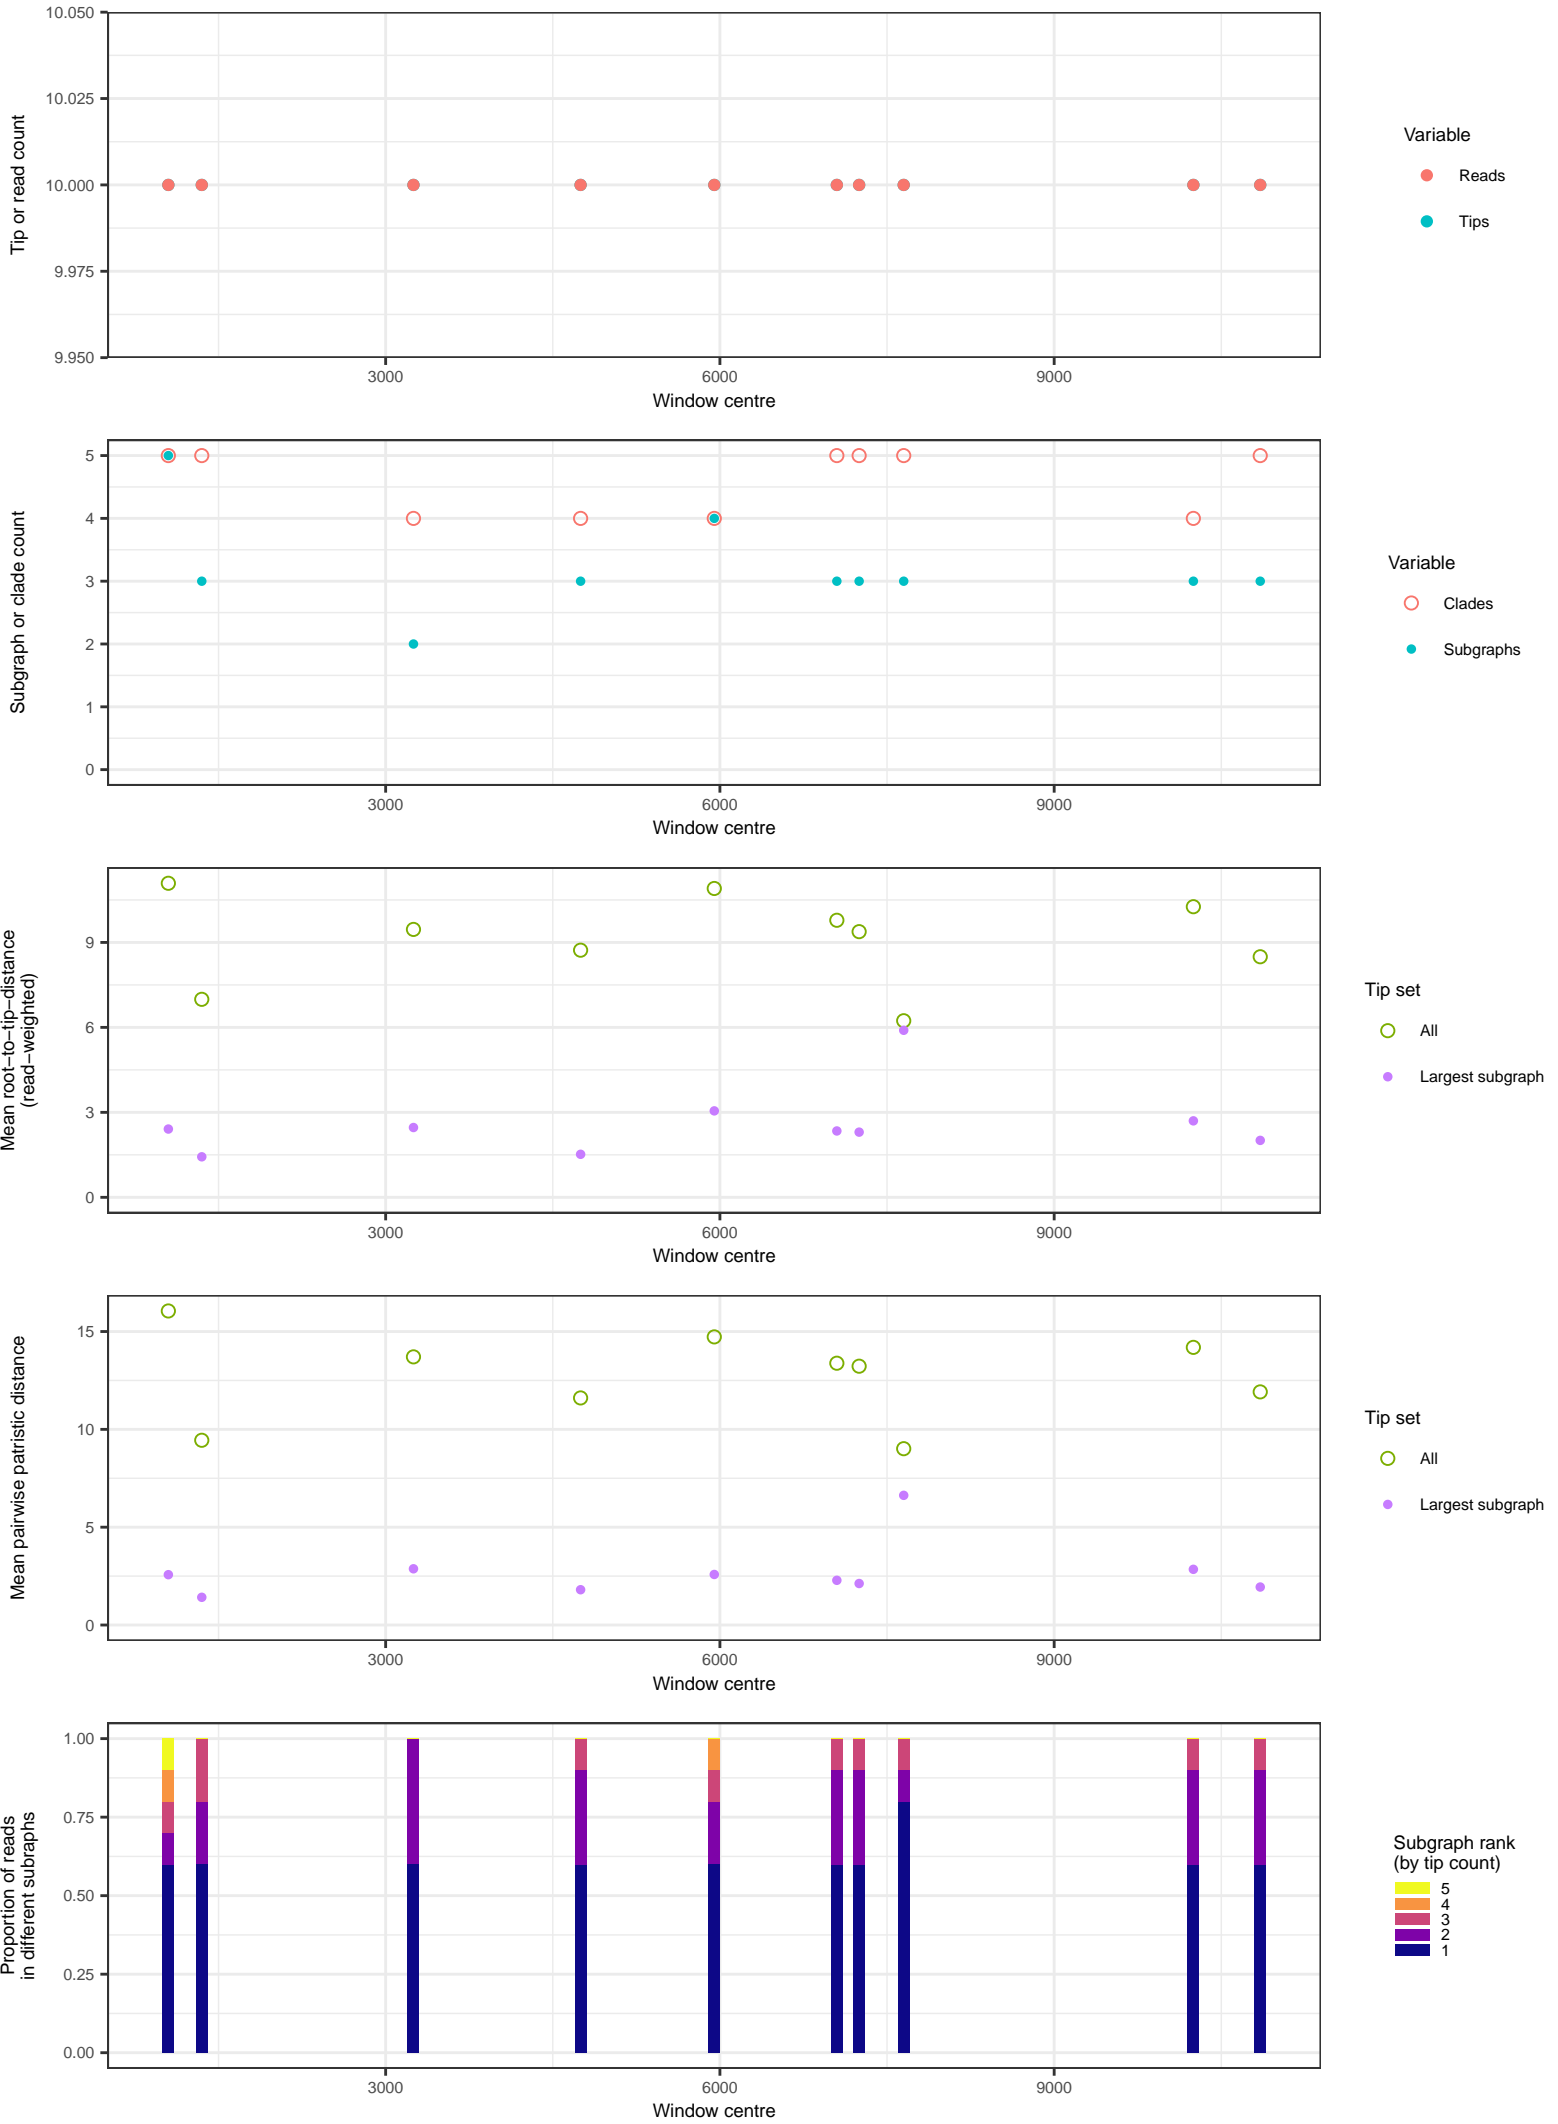 10.050
10.025
10.000
9.975
9.950
Tip or read count
3000
6000
9000
Window centre
Variable
Reads
Tips
5
4
3
2
1
0
Subgraph or clade count
3000
6000
9000
Window centre
Variable
Clades
Subgraphs
9
6
3
0
Mean root−to−tip−distance
(read−weighted)
3000
6000
9000
Window centre
Tip set
All
Largest subgraph
15
10
5
0
Mean pairwise patristic distance
3000
6000
9000
Window centre
Tip set
All
Largest subgraph
1.00
0.75
0.50
0.25
0.00
Proportion of reads
in different subraphs
3000
6000
9000
Window centre
Subgraph rank
(by tip count)
5
4
3
2
1